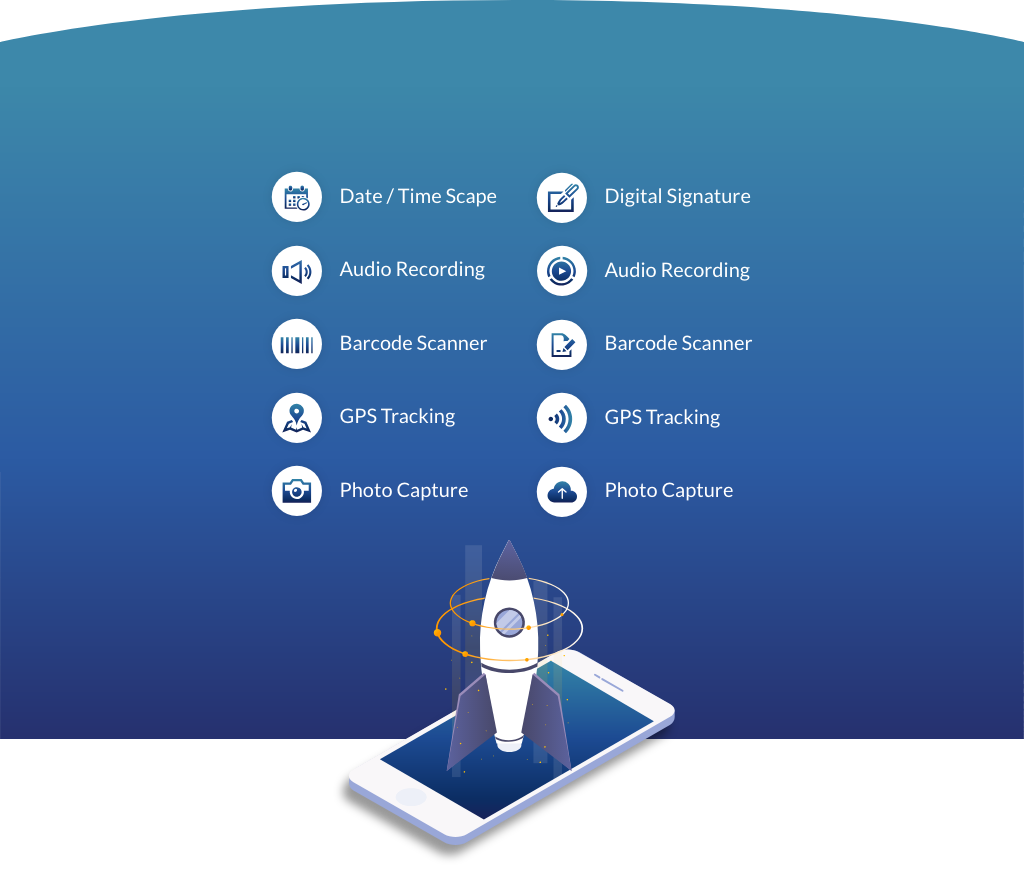 Date / Time Scape
Digital Signature
Audio Recording
Audio Recording
Barcode Scanner
Barcode Scanner
GPS Tracking
GPS Tracking
Photo Capture
Photo Capture